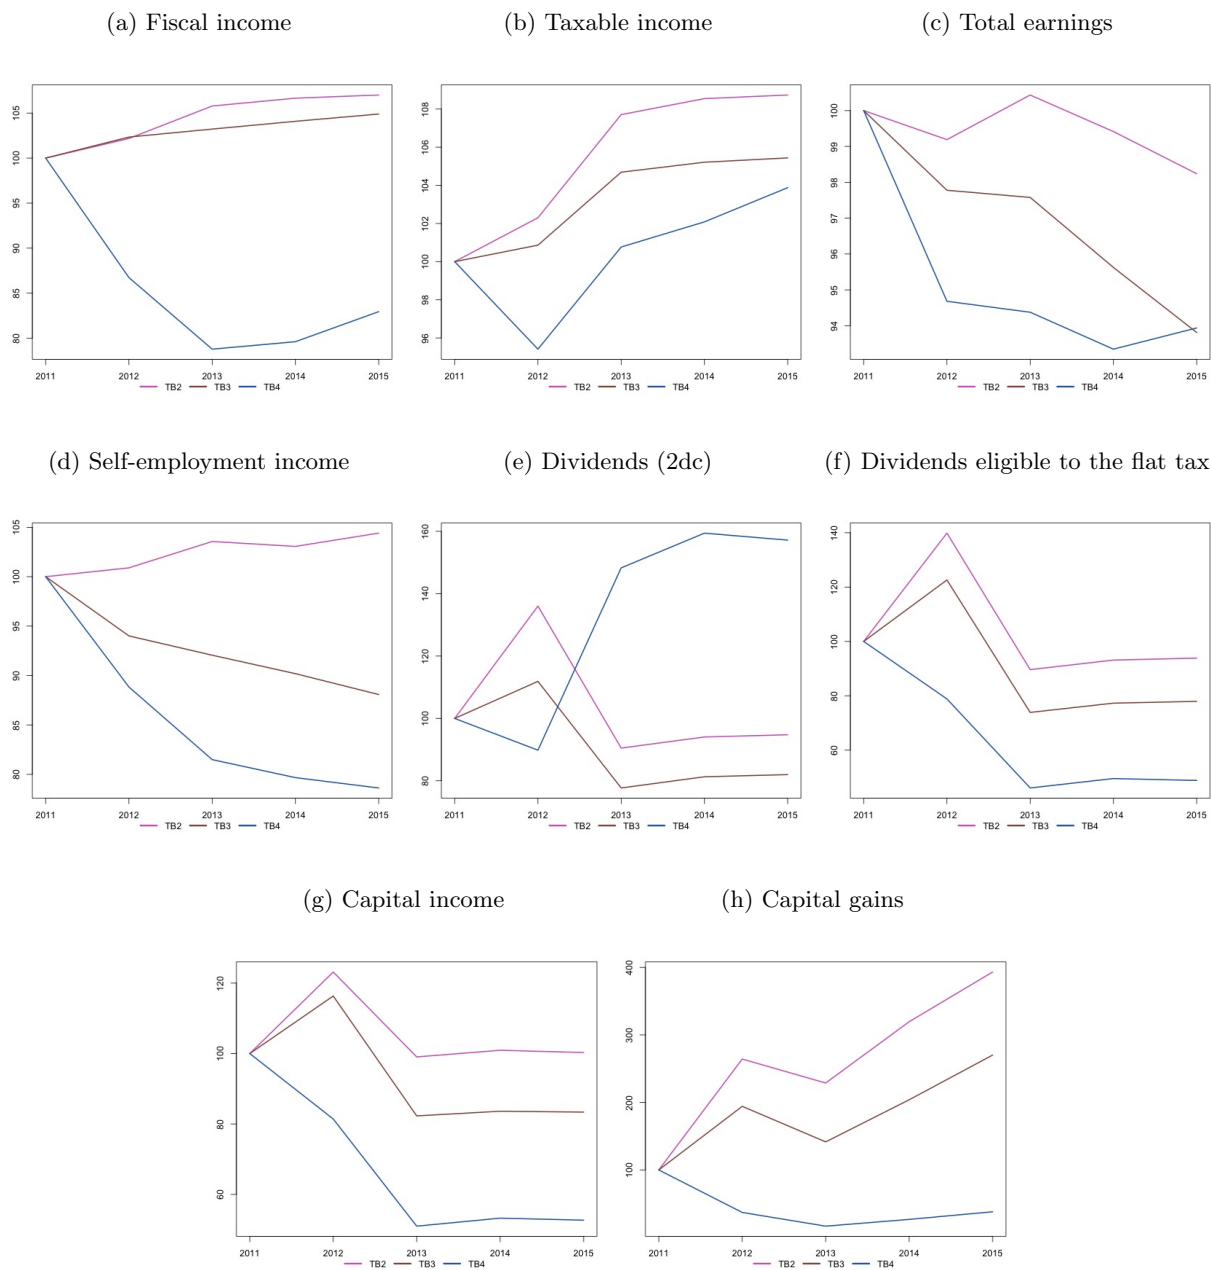 (a) Fiscal income
(b) Taxable income
(c) Total earnings
105
100
95
90
85
80
2011 2012 2013 2014 2015
TB2 TB3 TB4
108
106
104
102
100
98
96
2011 2012 2013 2014 2015
TB2 TB3 TB4
100
99
98
97
96
95
94
2011 2012 2013 2014 2015
TB2 TB3 TB4
(d) Self-employment income
(e) Dividends (2dc)
(f) Dividends eligible to the flat tax
105
100
95
90
85
80
2011 2012 2013 2014 2015
TB2 TB3 TB4
160
140
120
100
80
2011 2012 2013 2014 2015
TB2 TB3 TB4
140
120
100
80
60
2011 2012 2013 2014 2015
TB2 TB3 TB4
(g) Capital income
(h) Capital gains
120
100
80
60
2011 2012 2013 2014 2015
TB2 TB3 TB4
400
300
200
100
2011 2012 2013 2014 2015
TB2 TB3 TB4